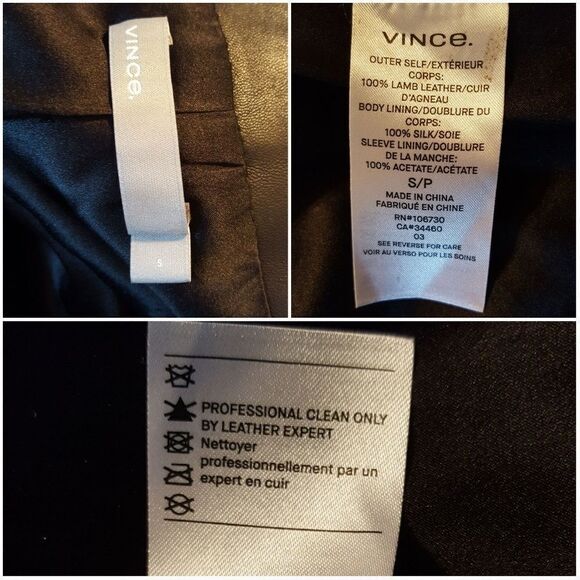 VINCE.
S
VINCE.
OUTER SELF/EXTÉRIEUR
CORPS:
100% LAMB LEATHER/CUIR
D'AGNEAU
BODY LINING/DOUBLURE DU
CORPS:
100% SILK/SOIE
SLEEVE LINING/DOUBLURE
DE LA MANCHE:
100% ACETATE/ACÉTATE
S/P
MADE IN CHINA
FABRIQUÉ EN CHINE
RN#106730
CA#34460
03
SEE REVERSE FOR CARE
VOIR AU VERSO POUR LES SOINS
PROFESSIONAL CLEAN ONLY
BY LEATHER EXPERT
Nettoyer
professionnellement par un
expert en cuir